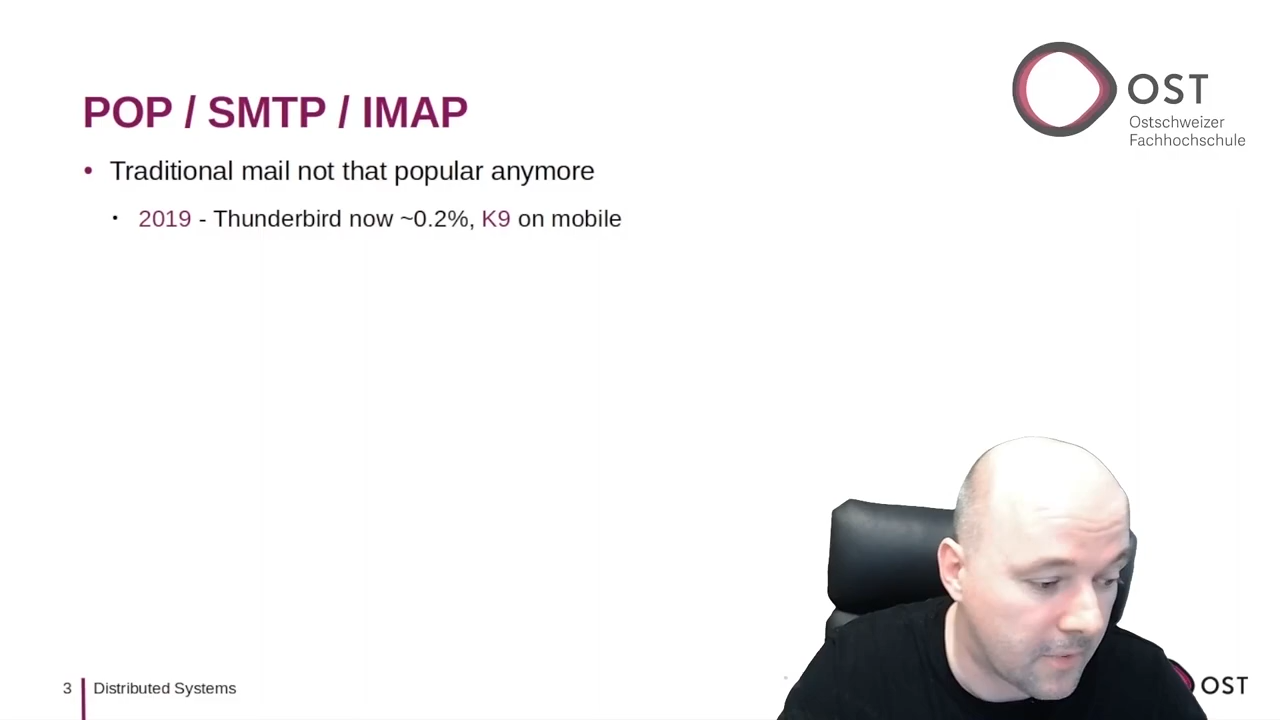 OST
Ostschweizer
Fachhochschule
POP / SMTP / IMAP
• Traditional mail not that popular anymore
• 2019 - Thunderbird now ~0.2%, K9 on mobile
3 Distributed Systems
OST